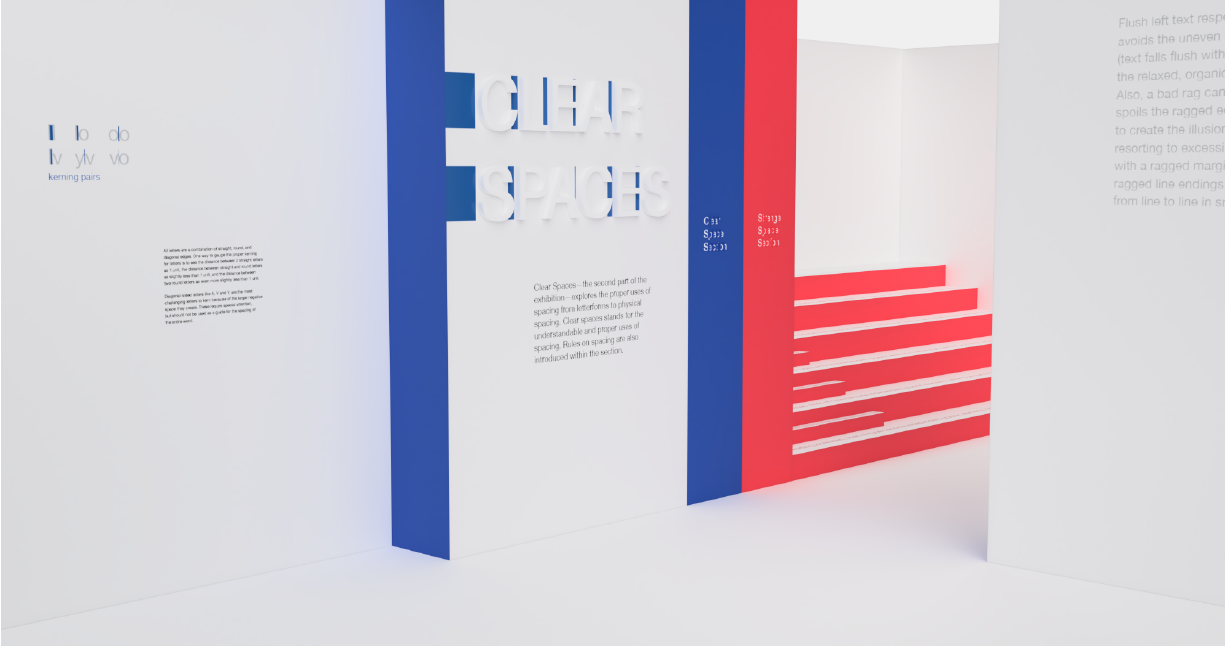 l lo do
lv ylv vo
kerning pairs
All letters are a combination of straight, round, and
diagonal edges. One way to gauge the proper kerning
for letters is to see the distance between 2 straight letters
as 1 unit, the distance between straight and round letters
as slightly less than 1 unit, and the distance between
two round letters as even more slightly less than 1 unit.
Diagonal-sided letters like A, V and Y are the most
challenging letters to kern because of the larger negative
space they create. These require special attention,
but should not be used as a guide for the spacing of
the entire word.
CLEAR
SPACES
Clear Spaces—the second part of the
exhibition—explores the proper uses of
spacing from letterforms to physical
spacing. Clear spaces stands for the
understandable and proper uses of
spacing. Rules on spacing are also
introduced within the section.
Clear
Space
Section
Strange
Space
Section
Flush left text
avoids the uneven
(text falls flush with
the relaxed, organic
Also, a bad rag can
spoils the ragged
to create the illusion
resorting to
with a ragged
ragged line endings
from line to line in